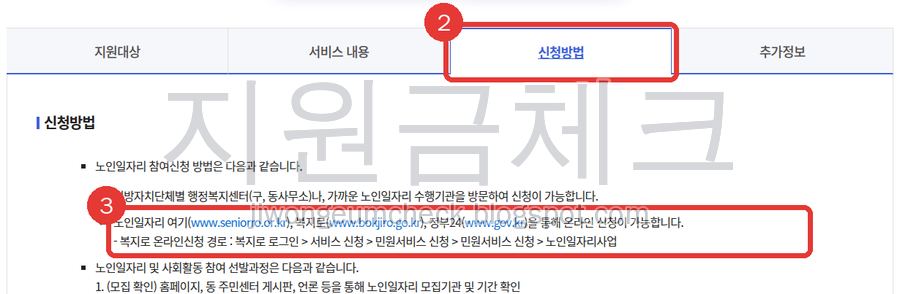 2
지원대상
서비스 내용
신청방법
추가정보
지원금체크
신청방법
노인일자리 참여신청 방법은 다음과 같습니다.
지방자치단체별 행정복지센터(구, 동사무소)나, 가까운 노인일자리 수행기관을 방문하여 신청이 가능합니다.
jiwongeumcheck.blogspot.com
3
노인일자리 여기(www.seniorro.or.kr), 복지로(www.bokjiro.go.kr), 정부24(www.gov.kr)을 통해 온라인 신청이 가능합니다.
- 복지로 온라인신청 경로 : 복지로 로그인 > 서비스 신청 > 민원서비스 신청 > 민원서비스 신청 > 노인일자리사업
노인일자리 및 사회활동 참여 선발과정은 다음과 같습니다.
1. (모집 확인) 홈페이지, 동 주민센터 게시판, 언론 등을 통해 노인일자리 모집기관 및 기간 확인